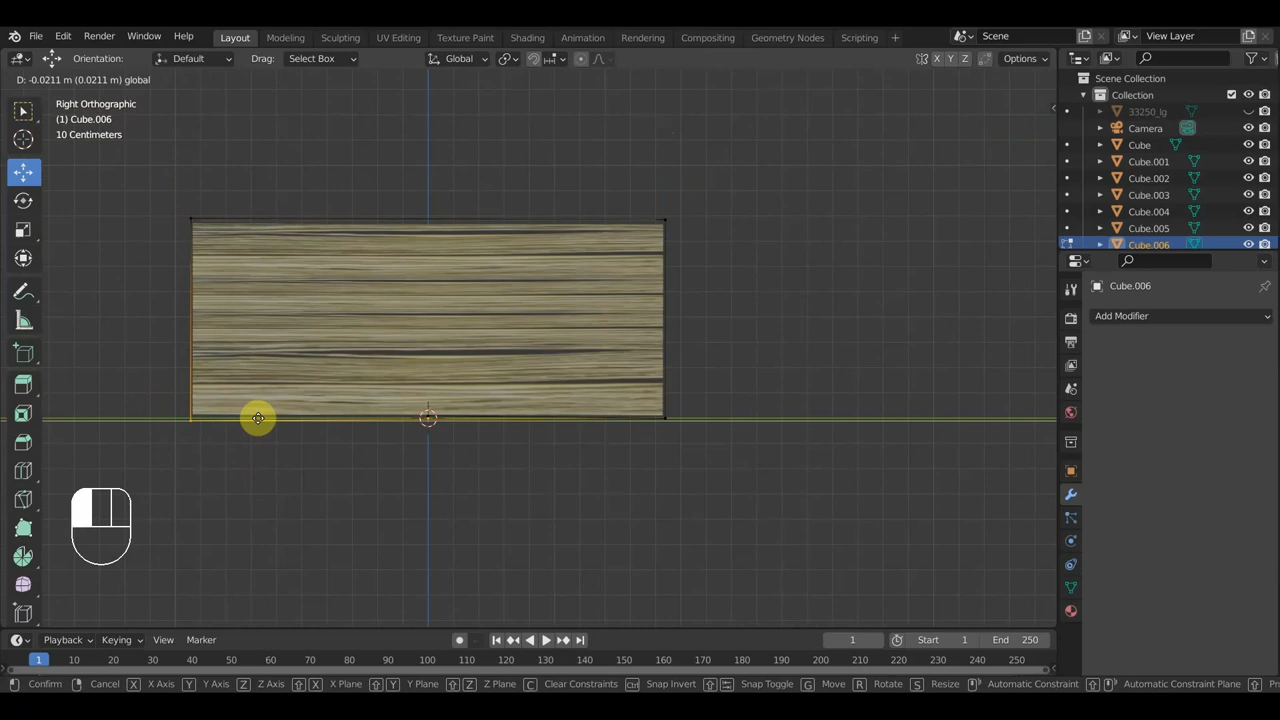 File Edit Render Window Help Layout Modeling Sculpting UV Editing Texture Paint Shading Animation Rendering Compositing Geometry Nodes Scripting + Scene View Layer
Orientation: Default Drag: Select Box Global X Y Z Options
D: -0.0211 m (0.0211 m) global
Right Orthographic
(1) Cube.006
10 Centimeters
Scene Collection
Collection
33250_lg
Camera
Cube
Cube.001
Cube.002
Cube.003
Cube.004
Cube.005
Cube.006
Cube.006
Add Modifier
Playback Keying View Marker 1 Start 1 End 250
1 10 20 30 40 50 60 70 80 90 100 110 120 130 140 150 160 170 180 190 200 210 220 230 240 250
Confirm Cancel X X Axis Y Y Axis Z Z Axis X X Plane Y Y Plane Z Z Plane C Clear Constraints Ctrl Snap Invert Snap Toggle G Move R Rotate S Resize Automatic Constraint Automatic Constraint Plane